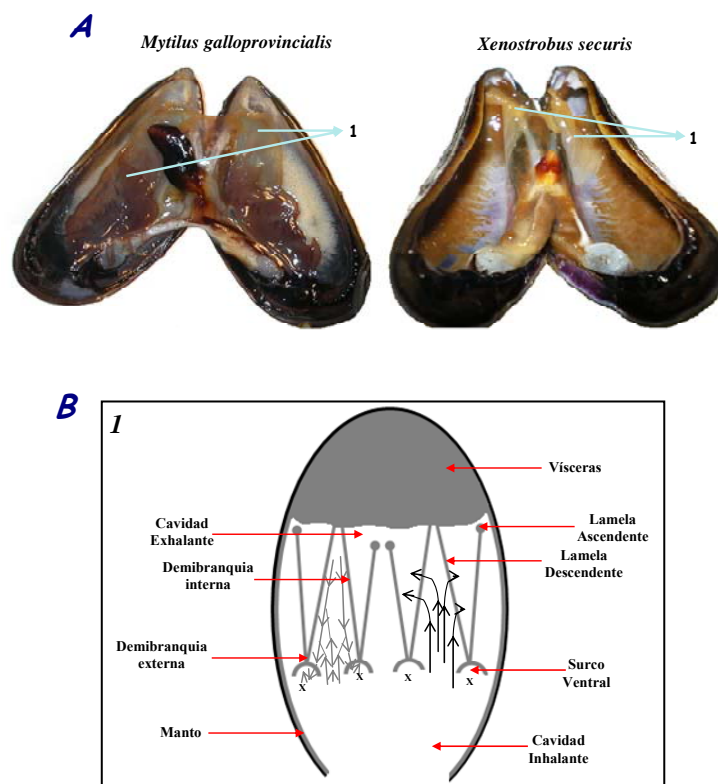 A
Mytilus galloprovincialis
Xenostrobus securis
1
1
B
1
Vísceras
Cavidad
Exhalante
Lamela
Ascendente
Demibranquia
interna
Lamela
Descendente
Demibranquia
externa
Surco
Ventral
x
x
x
x
Manto
Cavidad
Inhalante